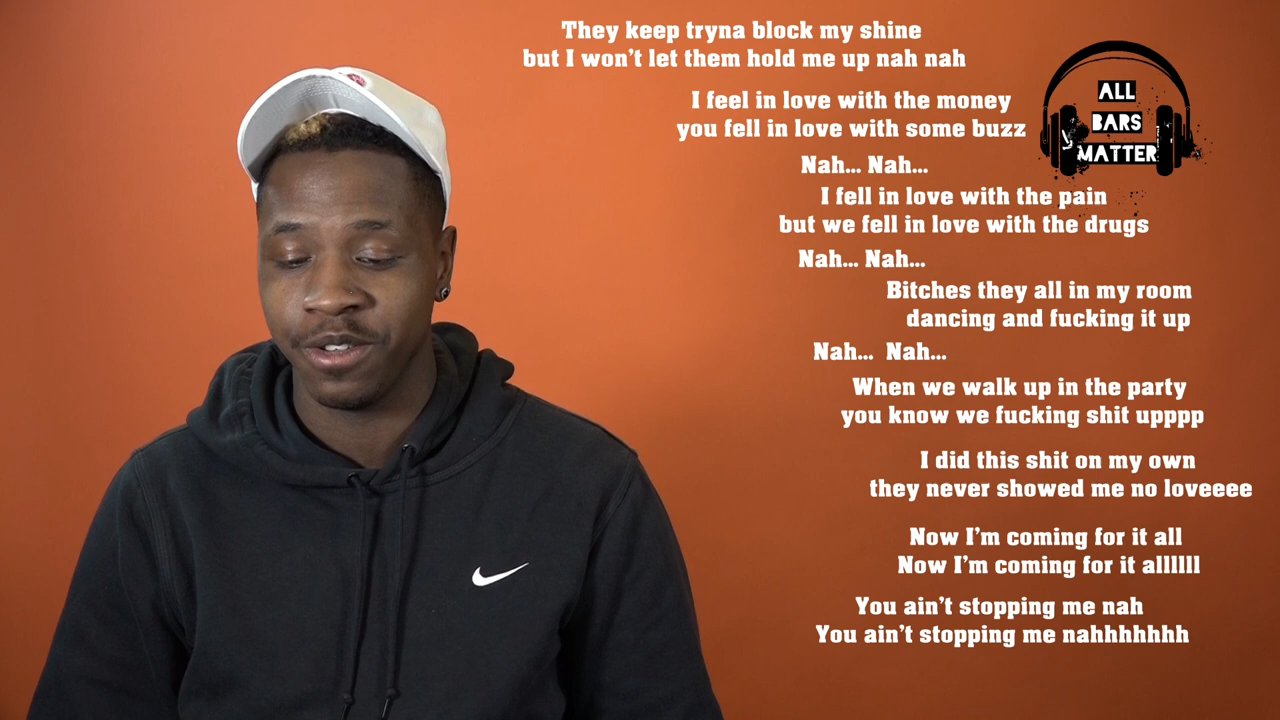 They keep tryna block my shine
but I won't let them hold me up nah nah
I feel in love with the money
you fell in love with some buzz
Nah... Nah...
I fell in love with the pain
but we fell in love with the drugs
Nah... Nah...
Bitches they all in my room
dancing and fucking it up
Nah... Nah...
When we walk up in the party
you know we fucking shit upppp
I did this shit on my own
they never showed me no loveeee
Now I'm coming for it all
Now I'm coming for it allllll
You ain't stopping me nah
You ain't stopping me nahhhhhhh
ALL
BARS
MATTER